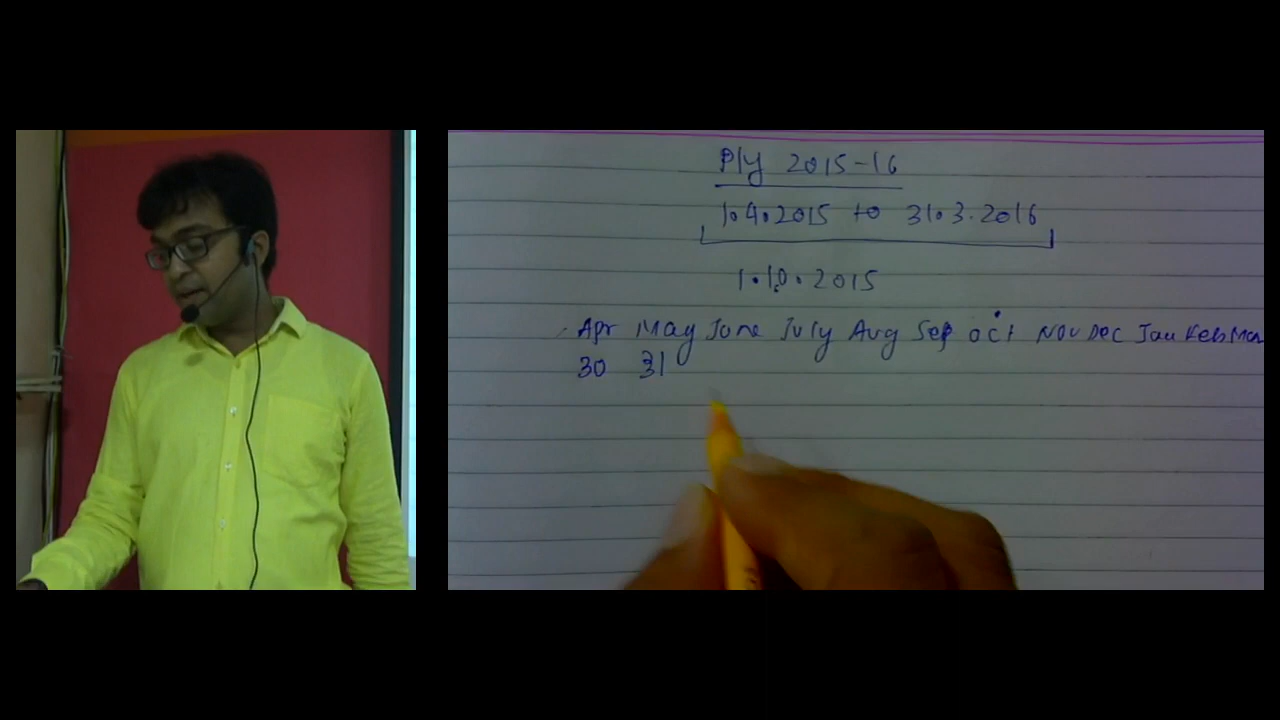 P/y 2015-16
1.4.2015 to 31.3.2016
1.10.2015
Apr May June July Aug Sep oct Nov Dec Jan Feb Mar
30 31